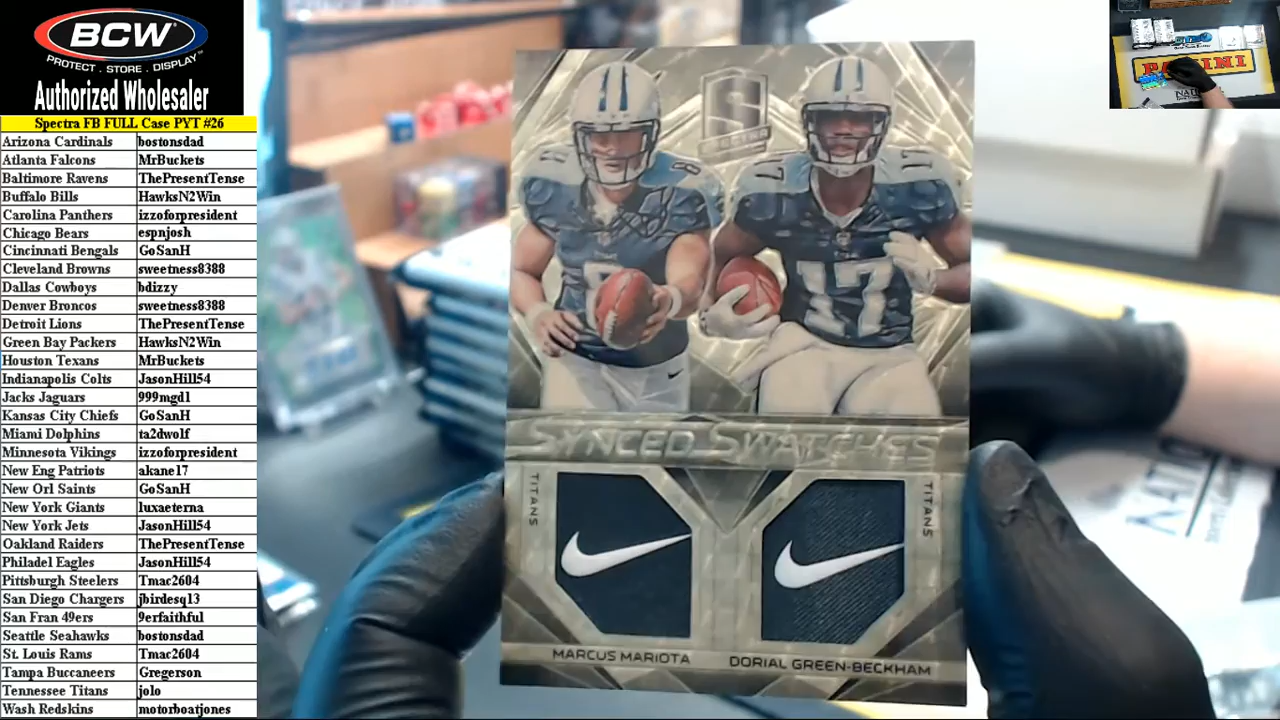 BCW
PROTECT . STORE . DISPLAY
Authorized Wholesaler
Spectra FB FULL Case PYT #26
Arizona Cardinals bostonsdad
Atlanta Falcons MrBuckets
Baltimore Ravens ThePresentTense
Buffalo Bills HawksN2Win
Carolina Panthers izzoforpresident
Chicago Bears espnjosh
Cincinnati Bengals GoSanH
Cleveland Browns sweetness8388
Dallas Cowboys bdizzy
Denver Broncos sweetness8388
Detroit Lions ThePresentTense
Green Bay Packers HawksN2Win
Houston Texans MrBuckets
Indianapolis Colts JasonHill54
Jacks Jaguars 999mgd1
Kansas City Chiefs GoSanH
Miami Dolphins ta2dwolf
Minnesota Vikings izzoforpresident
New Eng Patriots akane17
New Orl Saints GoSanH
New York Giants luxaeterna
New York Jets JasonHill54
Oakland Raiders ThePresentTense
Philadel Eagles JasonHill54
Pittsburgh Steelers Tmac2604
San Diego Chargers jbirdesq13
San Fran 49ers 9erfaithful
Seattle Seahawks bostonsdad
St. Louis Rams Tmac2604
Tampa Buccaneers Gregerson
Tennessee Titans jolo
Wash Redskins motorboatjones
PANINI
SPECTRA
8
17
17
SYNCED SWATCHES
TITANS
TITANS
MARCUS MARIOTA
DORIAL GREEN-BECKHAM